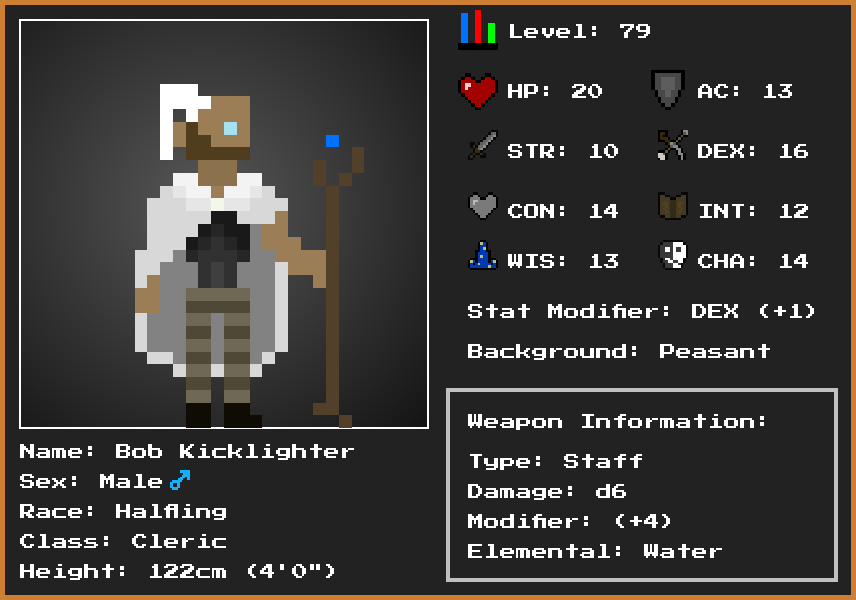 Level: 79
HP: 20 AC: 13
STR: 10 DEX: 16
CON: 14 INT: 12
WIS: 13 CHA: 14
Stat Modifier: DEX (+1)
Background: Peasant
Weapon Information:
Type: Staff
Damage: d6
Modifier: (+4)
Elemental: Water
Name: Bob Kicklighter
Sex: Male ♂
Race: Halfling
Class: Cleric
Height: 122cm (4'0")